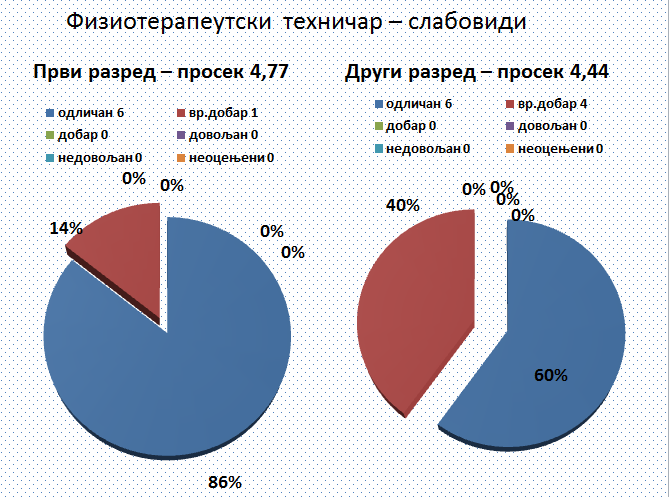 Физиотерапеутски техничар – слабовиди
Први разред – просек 4,77
одличан 6 вр.добар 1
добар 0 довољан 0
недовољан 0 неоцењени 0
0%
0%
14%
0%
0%
86%
Други разред – просек 4,44
одличан 6 вр.добар 4
добар 0 довољан 0
недовољан 0 неоцењени 0
0% 0%
0%
40%
0%
60%